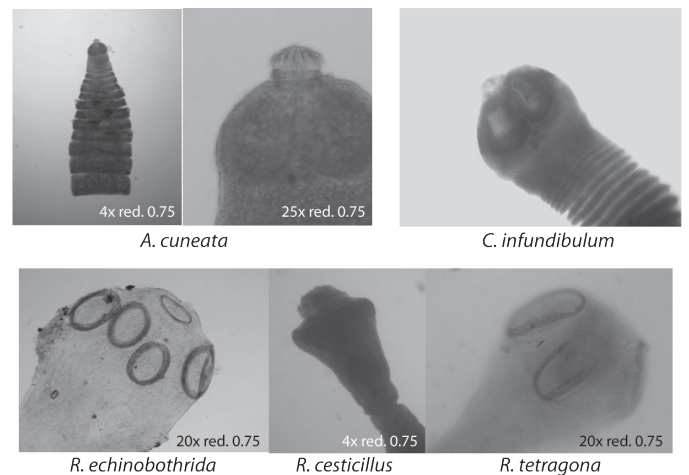 4x red. 0.75
25x red. 0.75
A. cuneata
C. infundibulum
20x red. 0.75
4x red. 0.75
20x red. 0.75
R. echinobothrida
R. cesticillus
R. tetragona